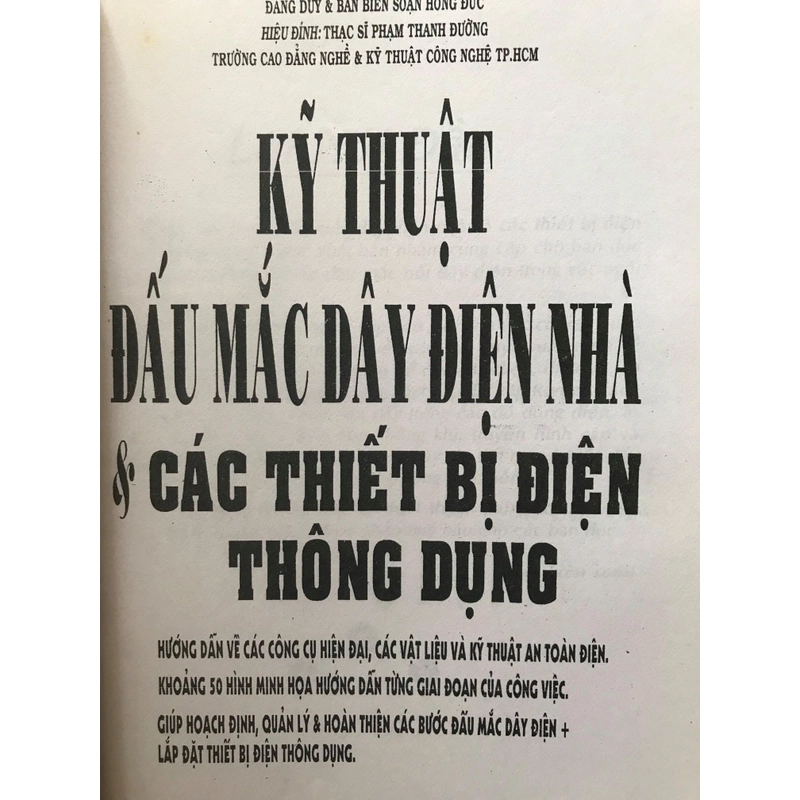 ĐĂNG DUY & BAN BIÊN SOẠN HỒNG ĐỨC
HIỆU ĐÍNH: THẠC SĨ PHẠM THANH ĐƯỜNG
TRƯỜNG CAO ĐẲNG NGHỀ & KỸ THUẬT CÔNG NGHỆ TP.HCM
KỸ THUẬT
ĐẤU MẮC DÂY ĐIỆN NHÀ
& CÁC THIẾT BỊ ĐIỆN
THÔNG DỤNG
HƯỚNG DẪN VỀ CÁC CÔNG CỤ HIỆN ĐẠI, CÁC VẬT LIỆU VÀ KỸ THUẬT AN TOÀN ĐIỆN.
KHOẢNG 50 HÌNH MINH HỌA HƯỚNG DẪN TỪNG GIAI ĐOẠN CỦA CÔNG VIỆC.
GIÚP HOẠCH ĐỊNH, QUẢN LÝ & HOÀN THIỆN CÁC BƯỚC ĐẤU MẮC DÂY ĐIỆN +
LẮP ĐẶT THIẾT BỊ ĐIỆN THÔNG DỤNG.